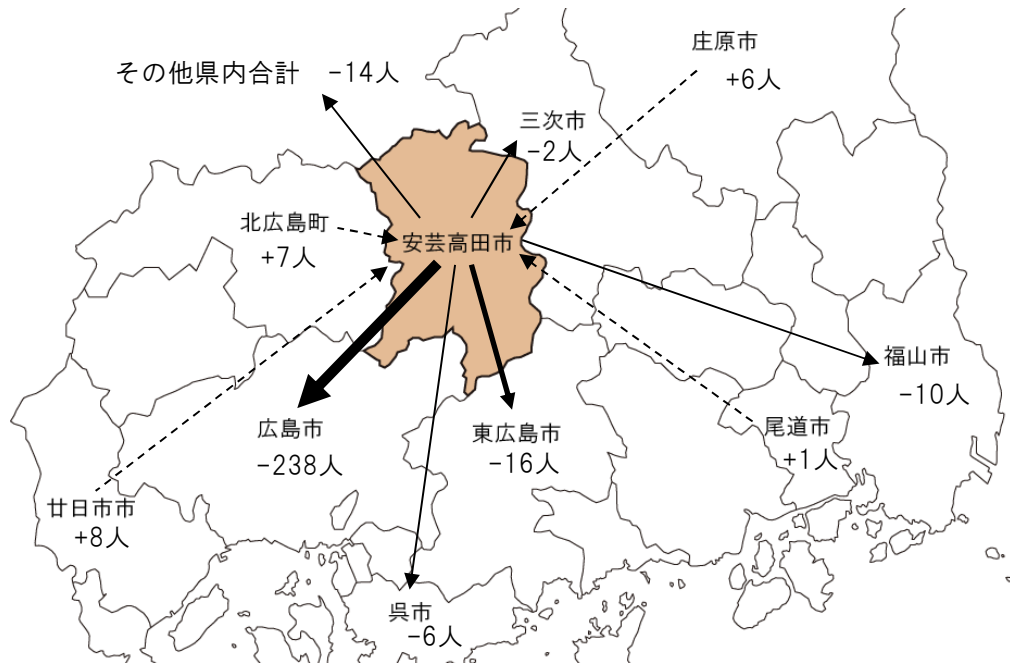 庄原市
+6人
その他県内合計 -14人
三次市
-2人
北広島町
+7人
安芸高田市
福山市
-10人
広島市
-238人
東広島市
-16人
尾道市
+1人
廿日市市
+8人
呉市
-6人